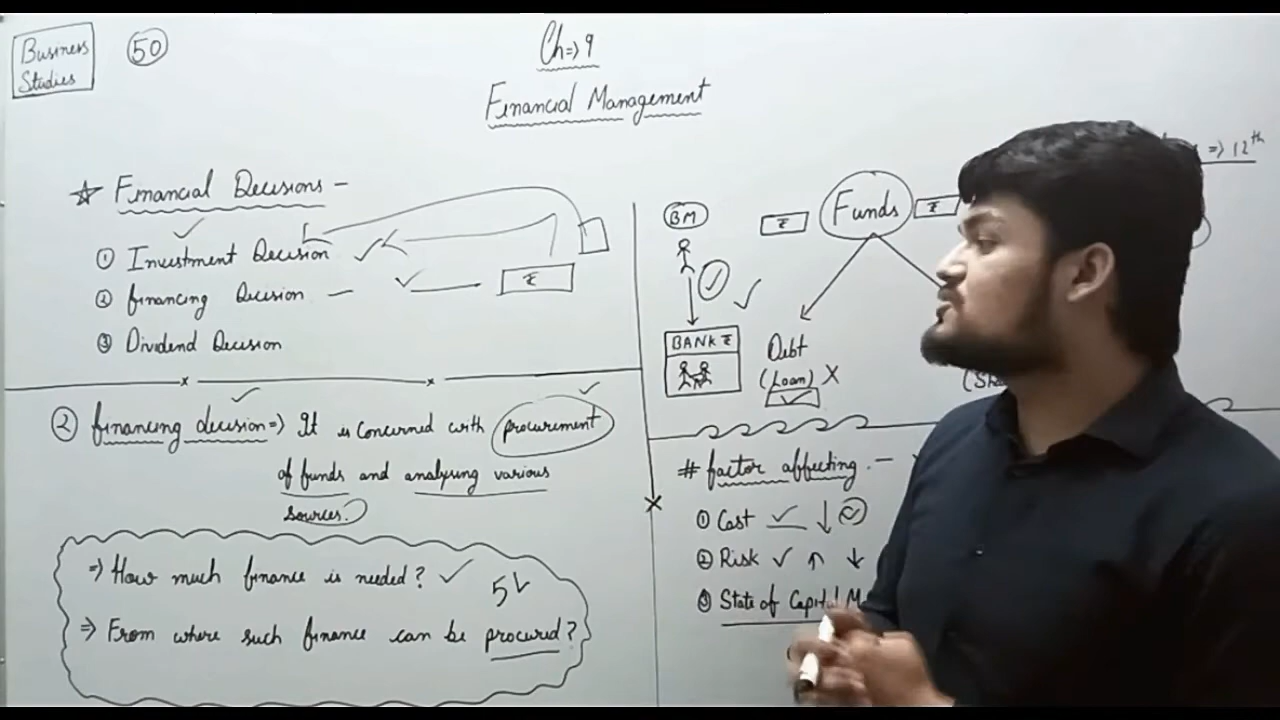 Business
Studies
50
Ch=> 9
Financial Management
=> 12th
☆ Financial Decisions -
① Investment Decision
② financing Decision -
₹
③ Dividend Decision
② financing decision => It is concerned with procurement
of funds and analysing various
sources.
=> How much finance is needed?
5L
=> From where such finance can be procured?
BM
₹
Funds
₹
BANK ₹
Debt
(Loan) X
(Sha
# factor affecting. -
① Cost ✓ ↓
② Risk ✓ ↑ ↓
③ State of Capital M